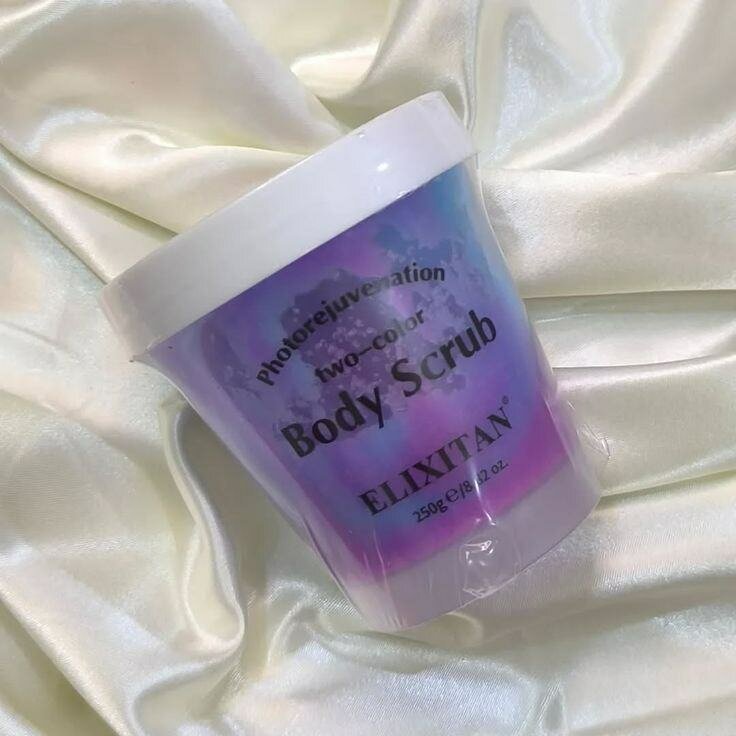 Photorejuvenation
two-color
Body Scrub
ELIXITAN®
250g ℮/8.82 oz.